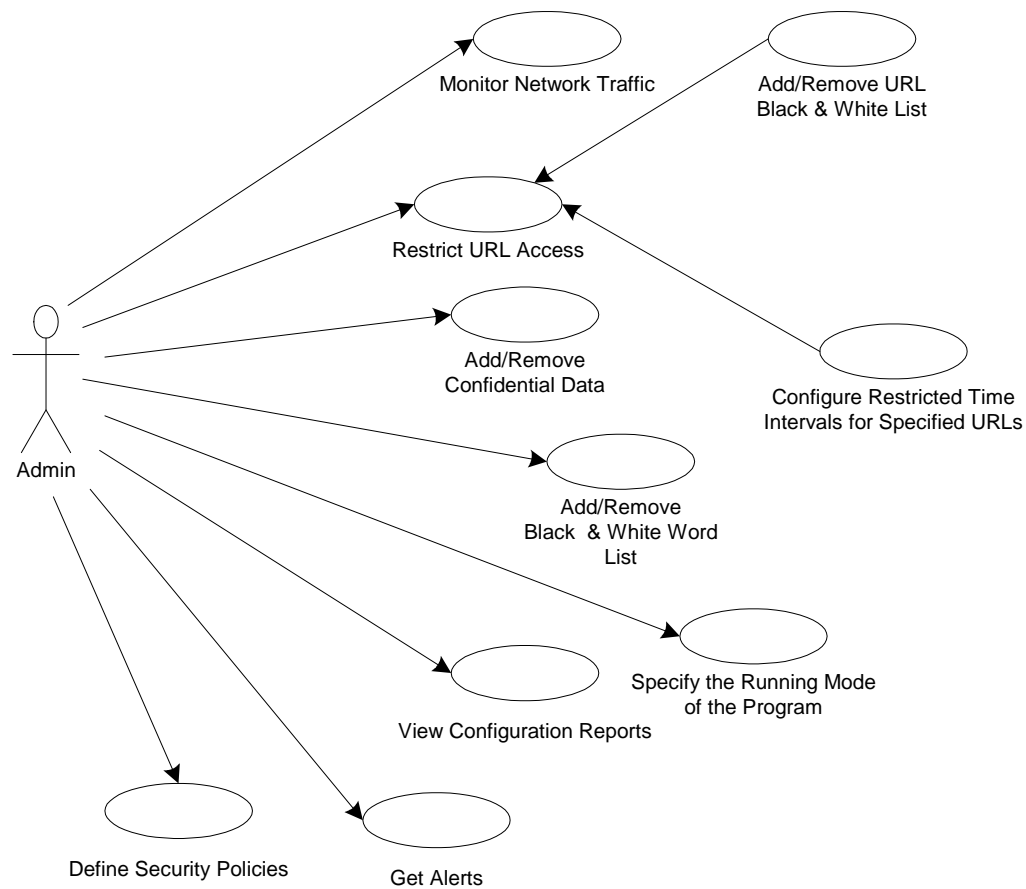 Monitor Network Traffic
Add/Remove URL
Black & White List
Restrict URL Access
Add/Remove
Confidential Data
Configure Restricted Time
Intervals for Specified URLs
Admin
Add/Remove
Black & White Word
List
Specify the Running Mode
of the Program
View Configuration Reports
Define Security Policies
Get Alerts